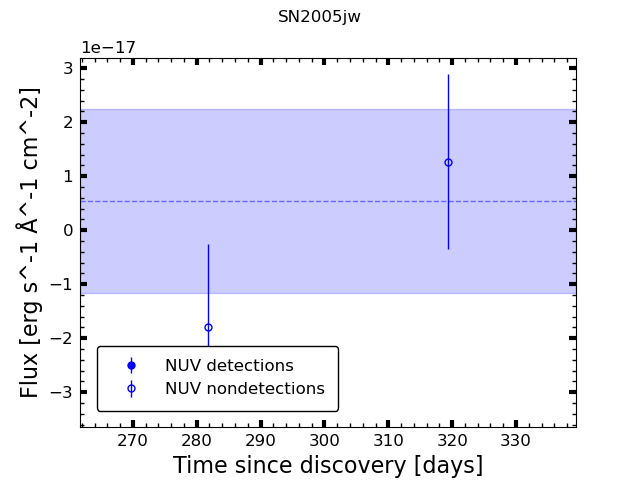 SN2005jw
1e−17
3
2
1
0
−1
−2
−3
Flux [erg s^-1 Å^-1 cm^-2]
NUV detections
NUV nondetections
270 280 290 300 310 320 330
Time since discovery [days]